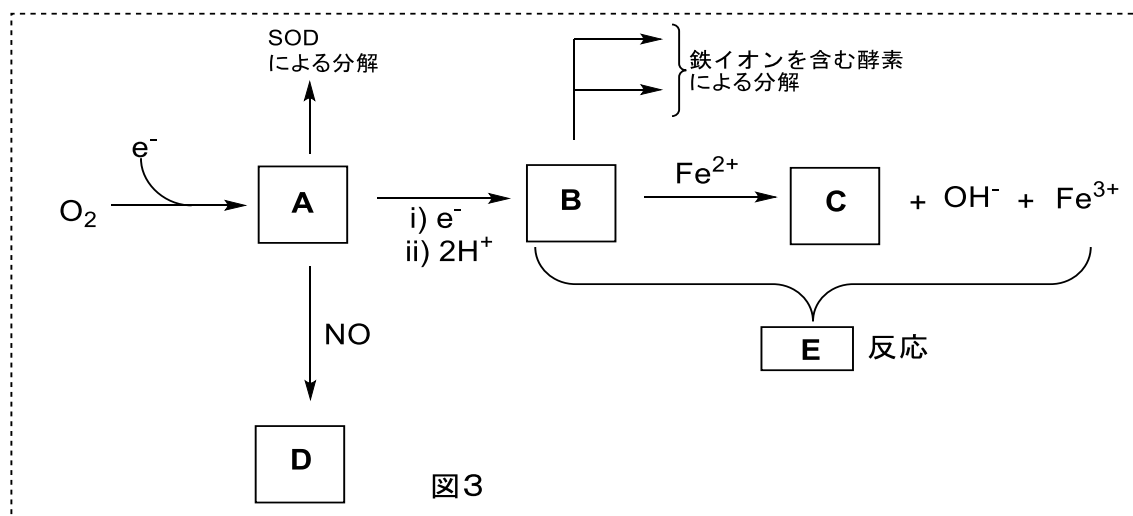 SOD
による分解
鉄イオンを含む酵素
による分解
e⁻
O₂
A
i) e⁻
ii) 2H⁺
B
Fe²⁺
C
+ OH⁻ + Fe³⁺
NO
E 反応
D
図3